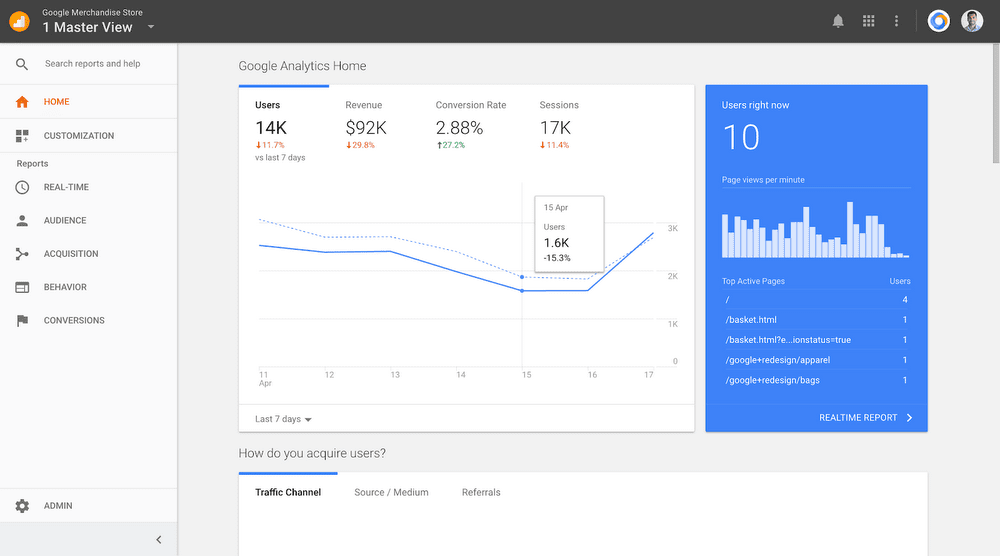 Google Merchandise Store
1 Master View
Search reports and help
HOME
CUSTOMIZATION
Reports
REAL-TIME
AUDIENCE
ACQUISITION
BEHAVIOR
CONVERSIONS
ADMIN
Google Analytics Home
Users Revenue Conversion Rate Sessions
14K $92K 2.88% 17K
↓11.7% ↓29.8% ↑27.2% ↓11.4%
vs last 7 days
15 Apr
Users
1.6K
-15.3%
3K
2K
1K
0
11 12 13 14 15 16 17
Apr
Last 7 days
Users right now
10
Page views per minute
Top Active Pages Users
/ 4
/basket.html 1
/basket.html?e...ionstatus=true 1
/google+redesign/apparel 1
/google+redesign/bags 1
REALTIME REPORT
How do you acquire users?
Traffic Channel Source / Medium Referrals